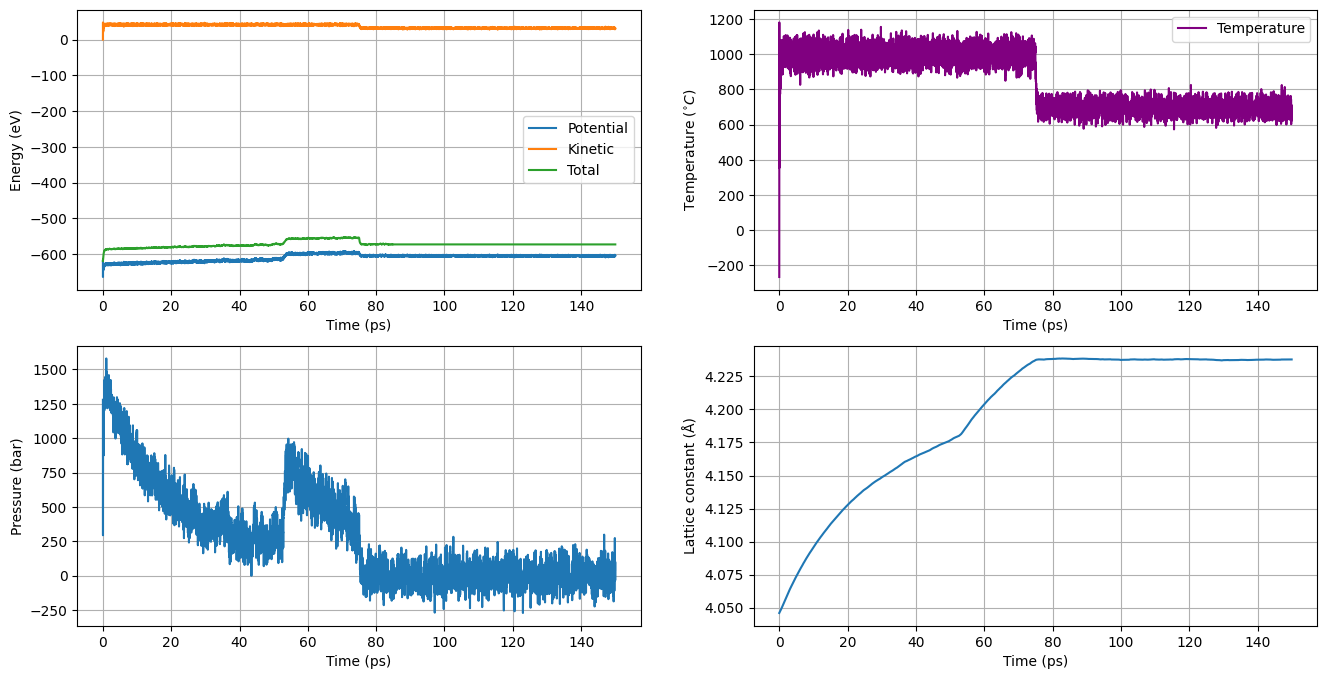 0
−100
−200
−300
−400
−500
−600
Energy (eV)
Potential
Kinetic
Total
0 20 40 60 80 100 120 140
Time (ps)
1200
1000
800
600
400
200
0
−200
Temperature (°C)
Temperature
0 20 40 60 80 100 120 140
Time (ps)
1500
1250
1000
750
500
250
0
−250
Pressure (bar)
0 20 40 60 80 100 120 140
Time (ps)
4.225
4.200
4.175
4.150
4.125
4.100
4.075
4.050
Lattice constant (Å)
0 20 40 60 80 100 120 140
Time (ps)